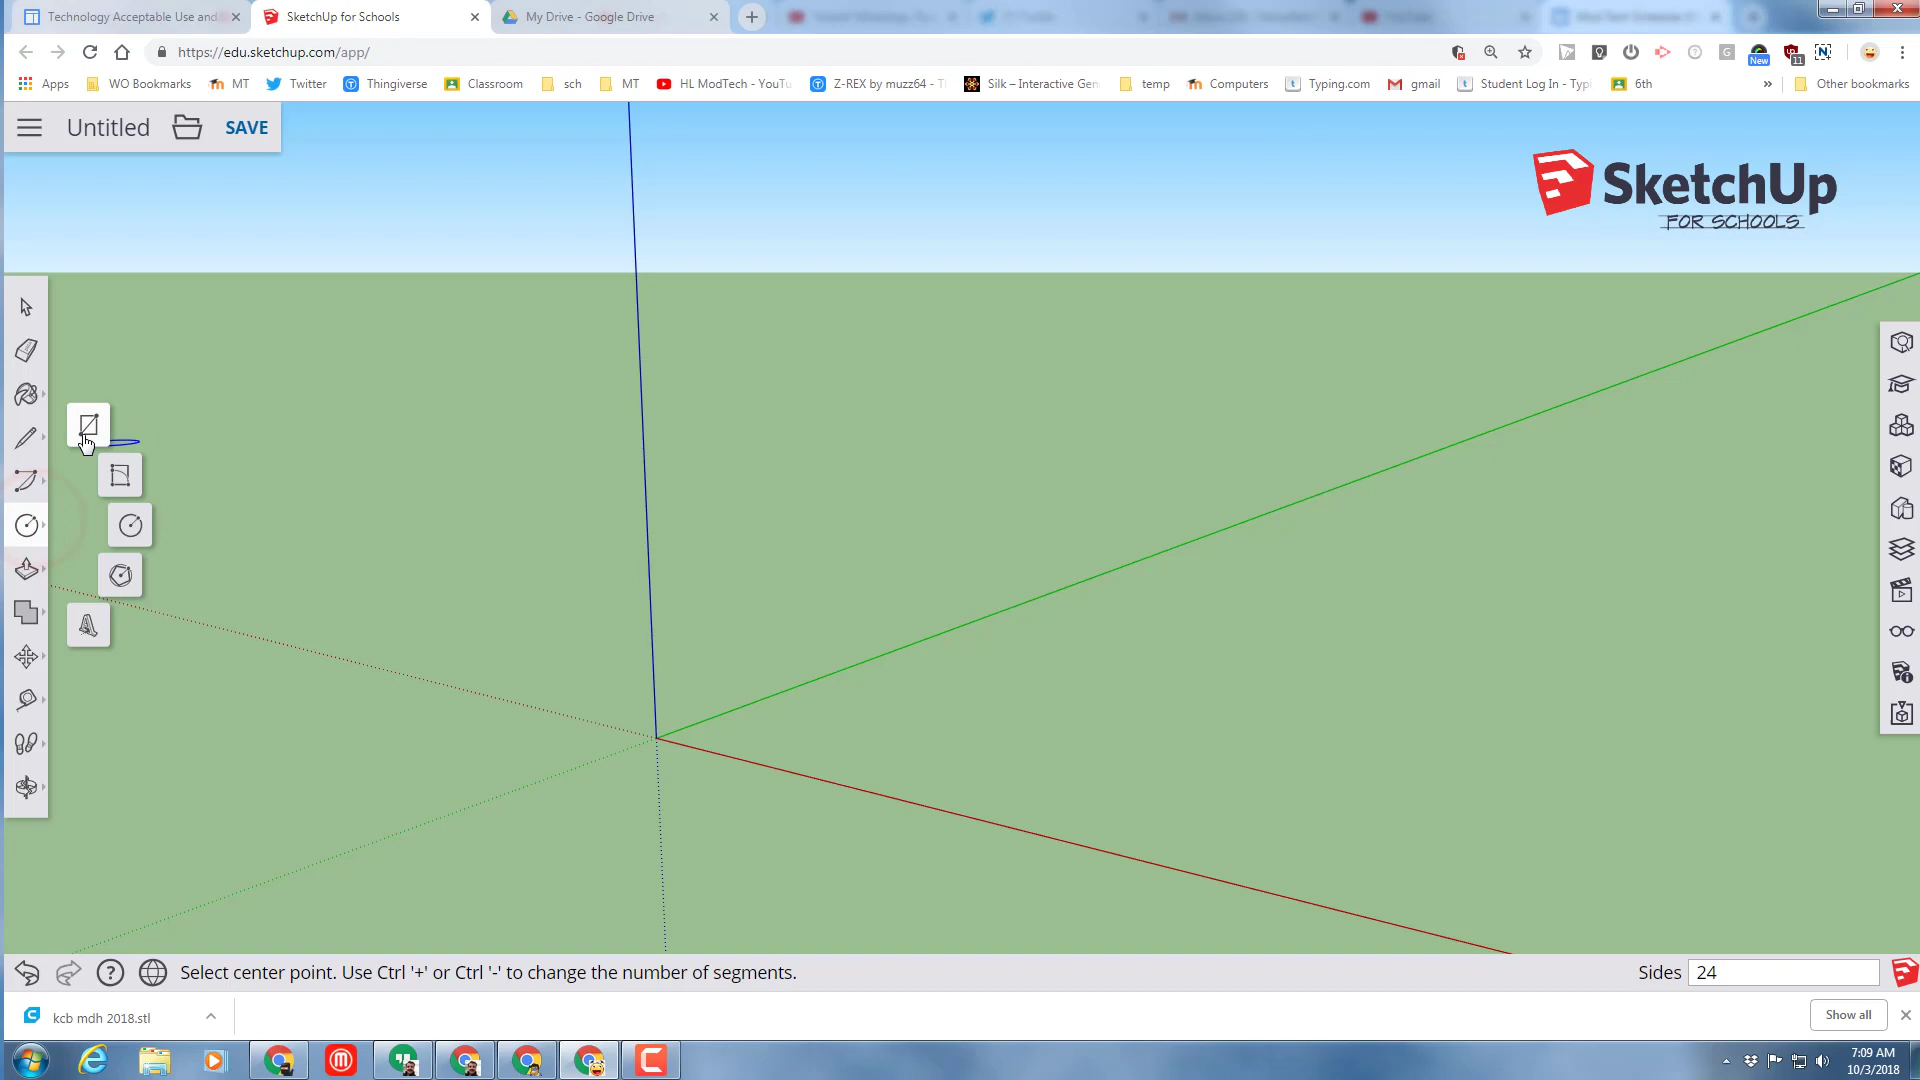 Technology Acceptable Use and
SketchUp for Schools
My Drive - Google Drive
https://edu.sketchup.com/app/
New
11
Apps
WO Bookmarks
MT
Twitter
Thingiverse
Classroom
sch
MT
HL ModTech - YouTu
Z-REX by muzz64 - T
Silk – Interactive Gen
temp
Computers
Typing.com
gmail
Student Log In - Typi
6th
»
Other bookmarks
Untitled
SAVE
SketchUp
FOR SCHOOLS
Select center point. Use Ctrl '+' or Ctrl '-' to change the number of segments.
Sides
24
kcb mdh 2018.stl
Show all
7:09 AM
10/3/2018